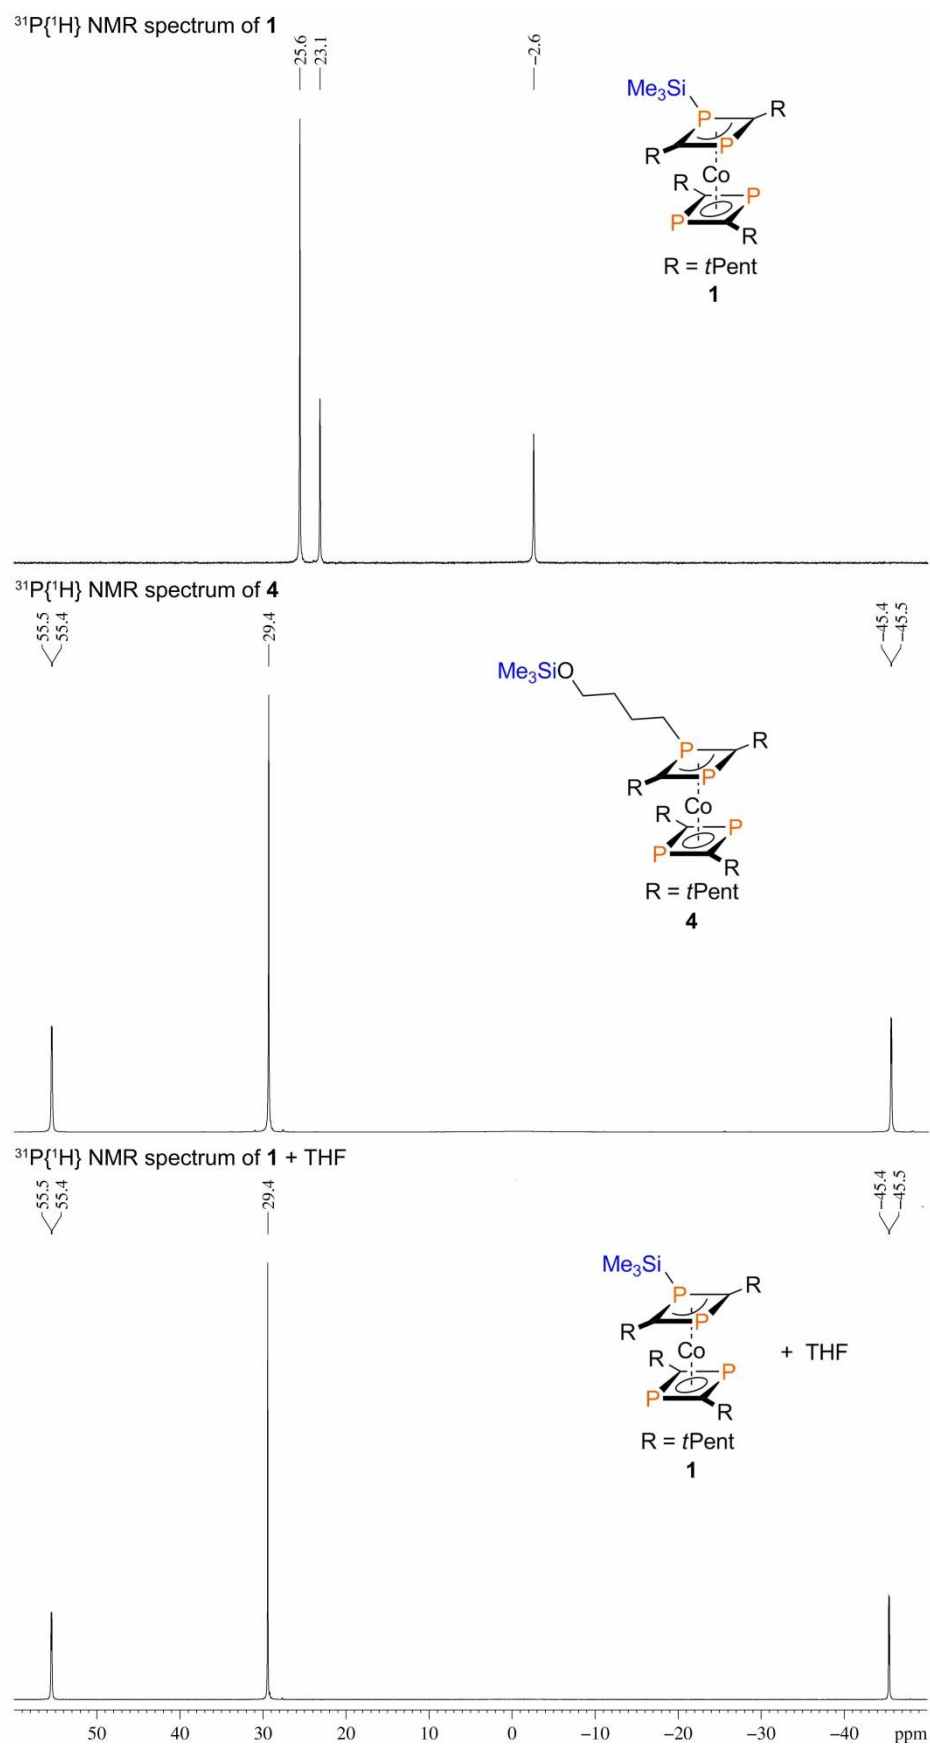 ³¹P{¹H} NMR spectrum of 1
25.6
23.1
−2.6
Me₃Si
P
R
R
P
Co
R
P
P
R
R = tPent
1
³¹P{¹H} NMR spectrum of 4
55.5
55.4
29.4
−45.4
−45.5
Me₃SiO
P
R
R
P
Co
R
P
P
R
R = tPent
4
³¹P{¹H} NMR spectrum of 1 + THF
55.5
55.4
29.4
−45.4
−45.5
Me₃Si
P
R
R
P
Co
+ THF
R
P
P
R
R = tPent
1
50 40 30 20 10 0 −10 −20 −30 −40 ppm